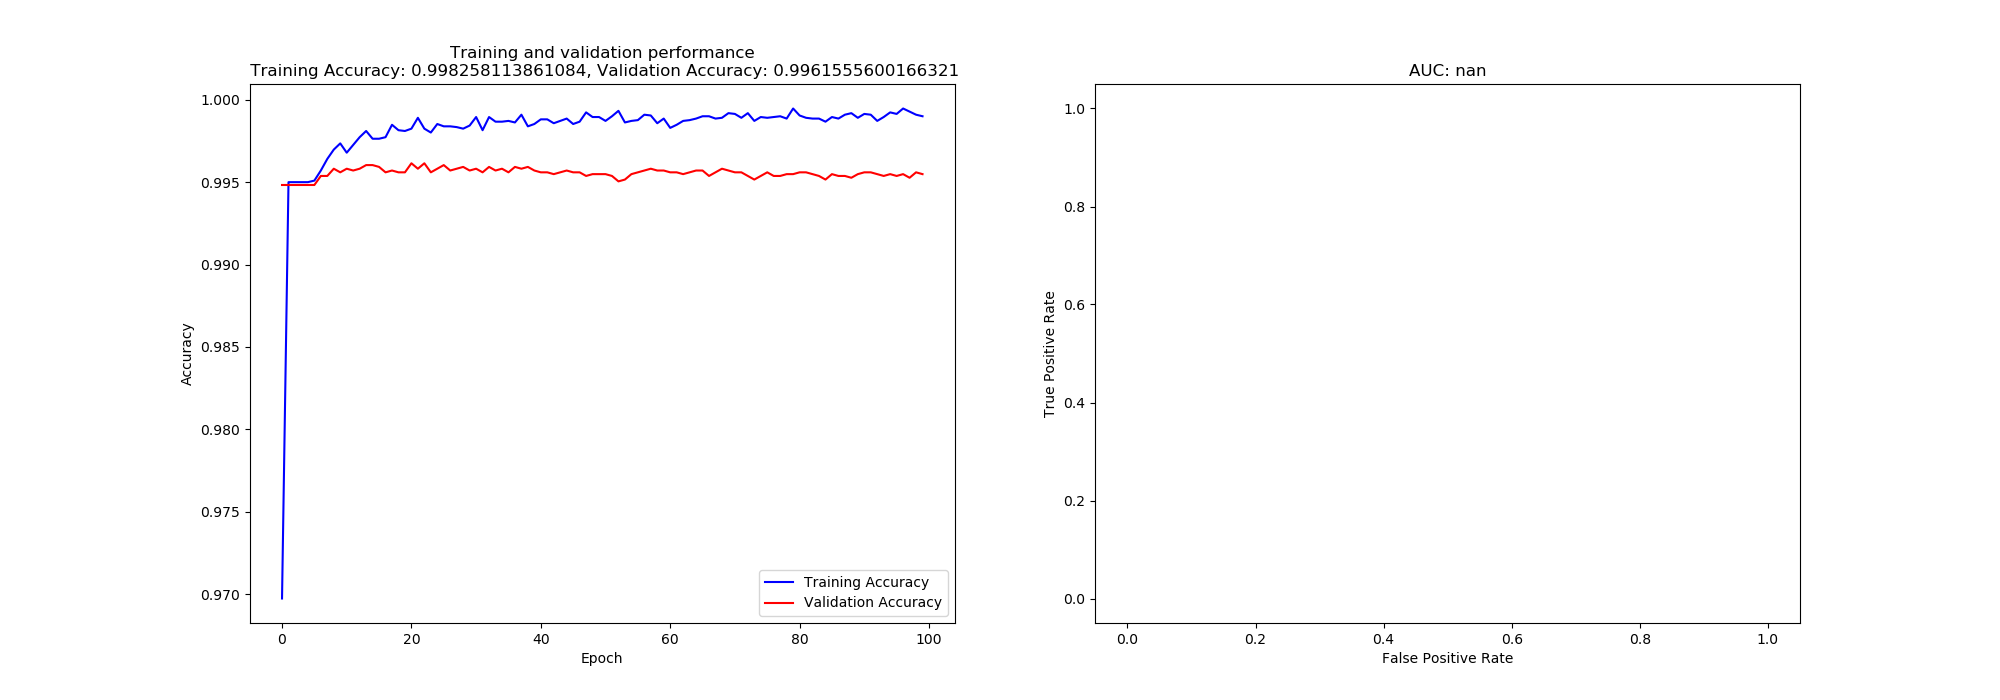 Training and validation performance
Training Accuracy: 0.998258113861084, Validation Accuracy: 0.9961555600166321
1.000
0.995
0.990
0.985
0.980
0.975
0.970
Accuracy
0
20
40
60
80
100
Epoch
Training Accuracy
Validation Accuracy
AUC: nan
1.0
0.8
0.6
0.4
0.2
0.0
True Positive Rate
0.0
0.2
0.4
0.6
0.8
1.0
False Positive Rate